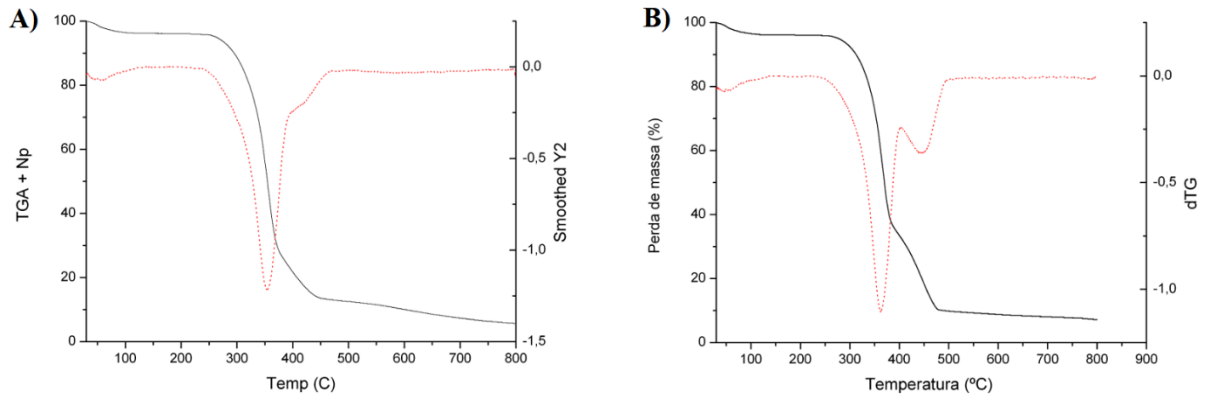 A)
100
80
60
40
20
0
TGA + Np
0,0
-0,5
-1,0
-1,5
Smoothed Y2
100 200 300 400 500 600 700 800
Temp (C)
B)
100
80
60
40
20
0
Perda de massa (%)
0,0
-0,5
-1,0
dTG
100 200 300 400 500 600 700 800 900
Temperatura (ºC)